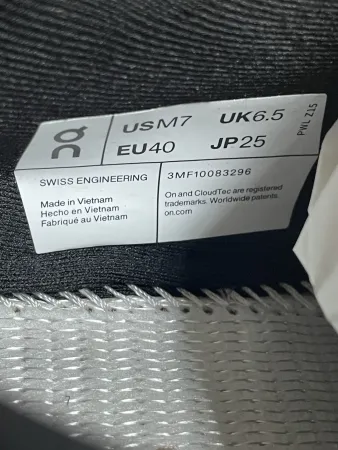 on
USM7 UK6.5
EU40 JP25
PWL Z15
SWISS ENGINEERING
3MF10083296
Made in Vietnam
Hecho en Vietnam
Fabriqué au Vietnam
On and CloudTec are registered
trademarks. Worldwide patents
on.com